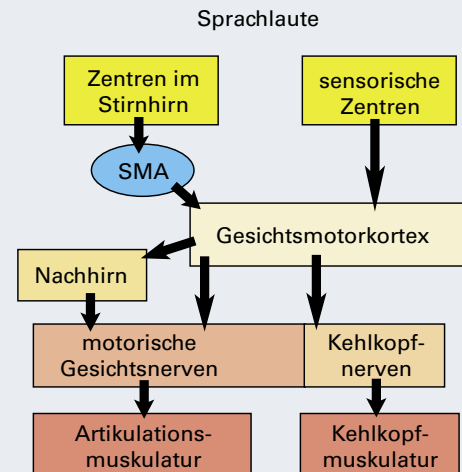 Sprachlaute
Zentren im
Stirnhirn
sensorische
Zentren
SMA
Gesichtsmotorkortex
Nachhirn
motorische
Gesichtsnerven
Kehlkopf-
nerven
Artikulations-
muskulatur
Kehlkopf-
muskulatur